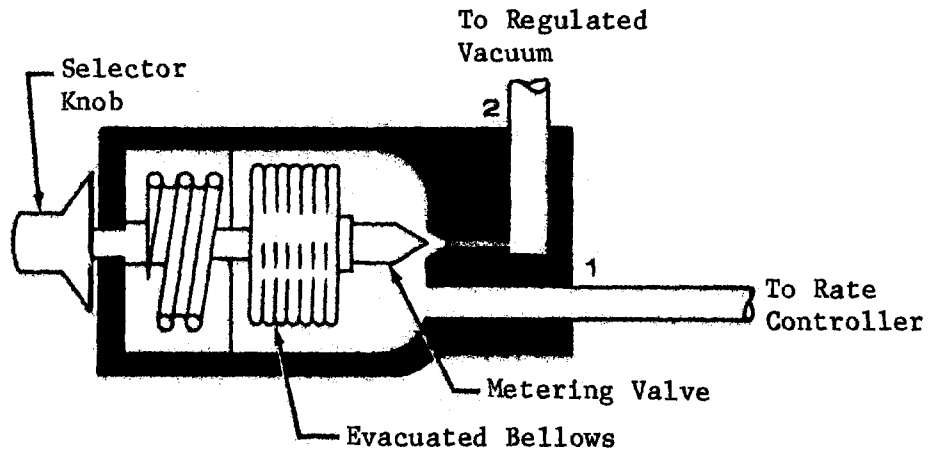 To Regulated
Vacuum
Selector
Knob
2
1
To Rate
Controller
Metering Valve
Evacuated Bellows